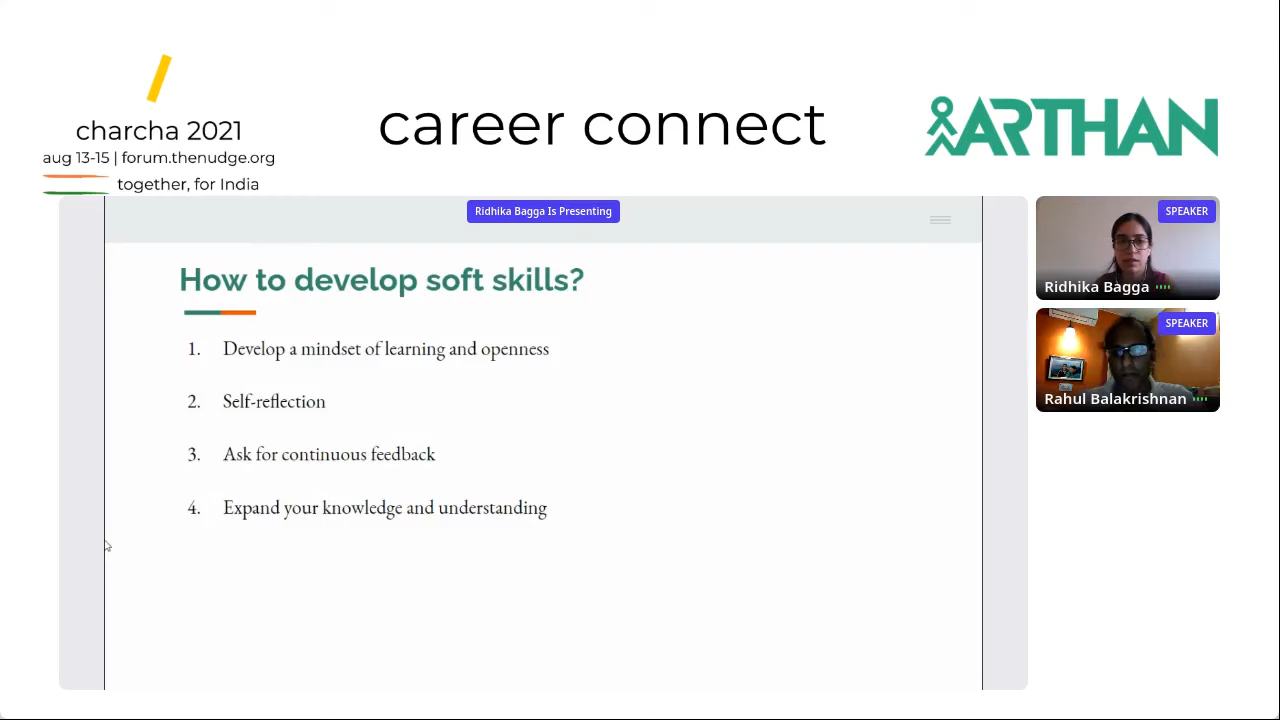 charcha 2021
aug 13-15 | forum.thenudge.org
together, for India
career connect
ARTHAN
Ridhika Bagga Is Presenting
How to develop soft skills?
1. Develop a mindset of learning and openness
2. Self-reflection
3. Ask for continuous feedback
4. Expand your knowledge and understanding
SPEAKER
Ridhika Bagga
SPEAKER
Rahul Balakrishnan